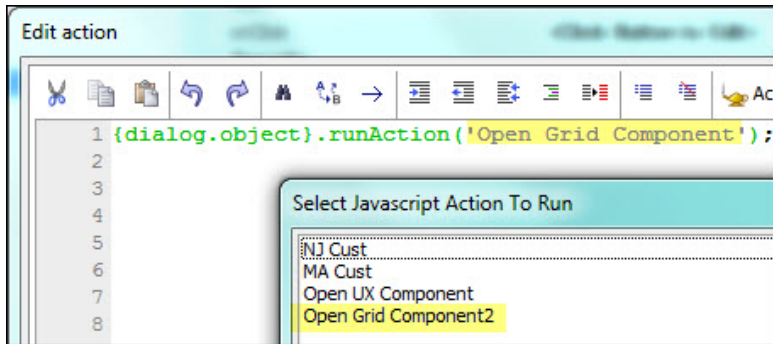 Edit action
A
B
Ac
1 {dialog.object}.runAction('Open Grid Component');
2
3
4
5
6
7
8
Select Javascript Action To Run
NJ Cust
MA Cust
Open UX Component
Open Grid Component2